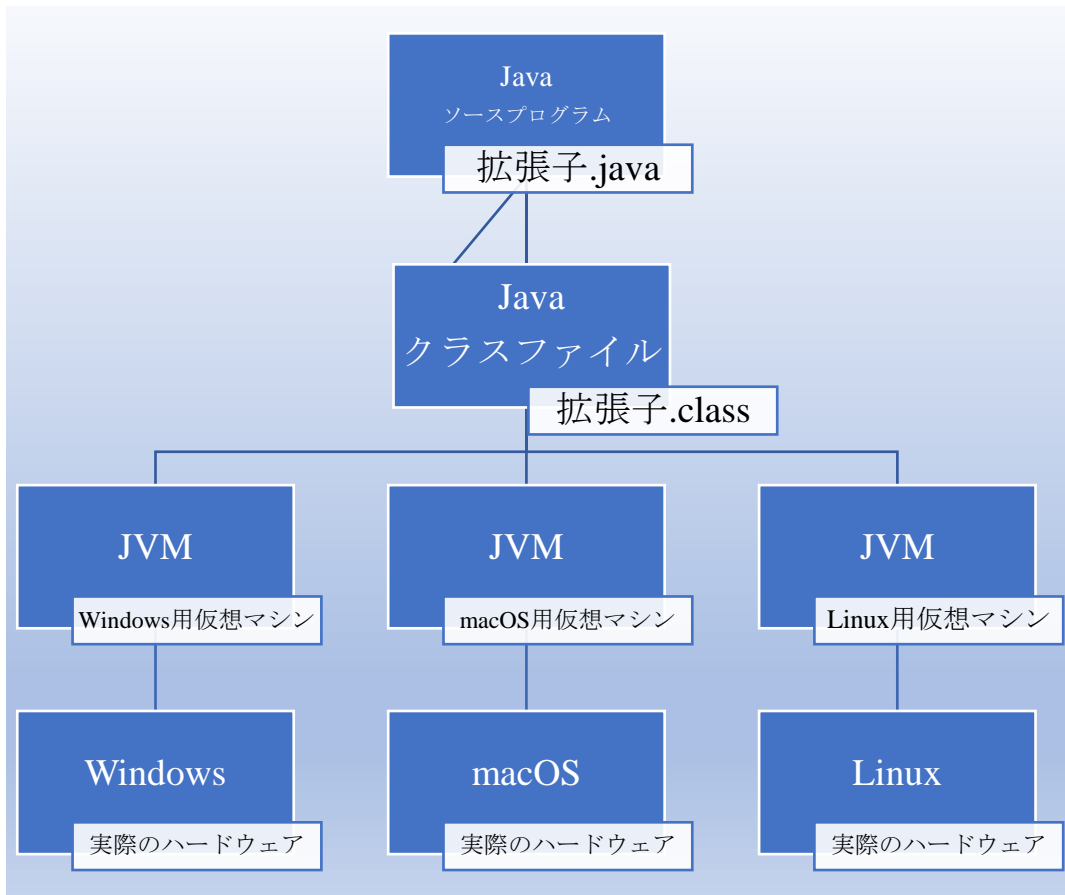 Java
ソースプログラム
拡張子.java
Java
クラスファイル
拡張子.class
JVM
Windows用仮想マシン
JVM
macOS用仮想マシン
JVM
Linux用仮想マシン
Windows
実際のハードウェア
macOS
実際のハードウェア
Linux
実際のハードウェア